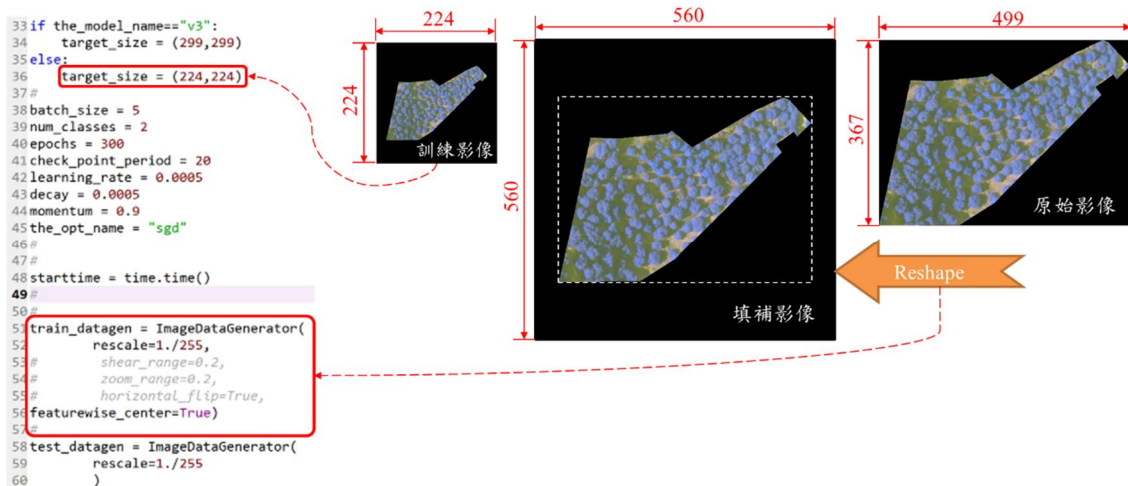 33 if the_model_name=="v3":
34 target_size = (299,299)
35 else:
36 target_size = (224,224)
37 #
38 batch_size = 5
39 num_classes = 2
40 epochs = 300
41 check_point_period = 20
42 learning_rate = 0.0005
43 decay = 0.0005
44 momentum = 0.9
45 the_opt_name = "sgd"
46 #
47 #
48 starttime = time.time()
49 #
50 #
51 train_datagen = ImageDataGenerator(
52 rescale=1./255,
53 # shear_range=0.2,
54 # zoom_range=0.2,
55 # horizontal_flip=True,
56 featurewise_center=True)
57 #
58 test_datagen = ImageDataGenerator(
59 rescale=1./255
60 )
224
224
訓練影像
560
560
填補影像
499
367
原始影像
Reshape